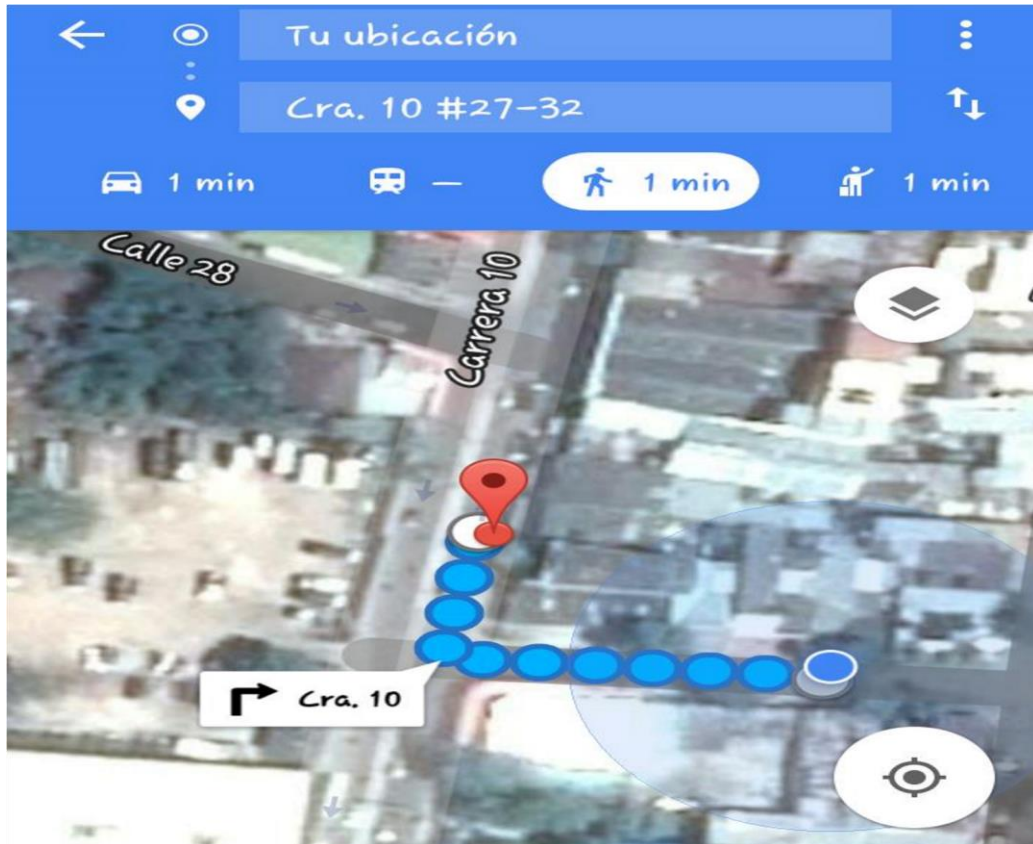 Tu ubicación
Cra. 10 #27-32
1 min
—
1 min
1 min
Calle 28
Carrera 10
Cra. 10